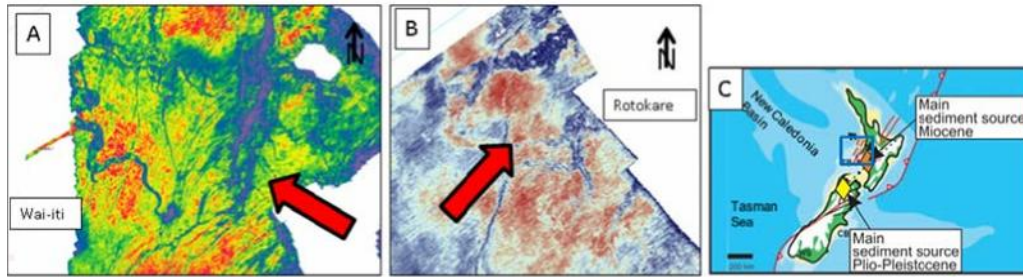 A
N
Wai-iti
B
N
Rotokare
C
New Caledonia
Basin
Main
sediment source
Miocene
Tasman
Sea
Main
sediment source
Plio-Pleistocene